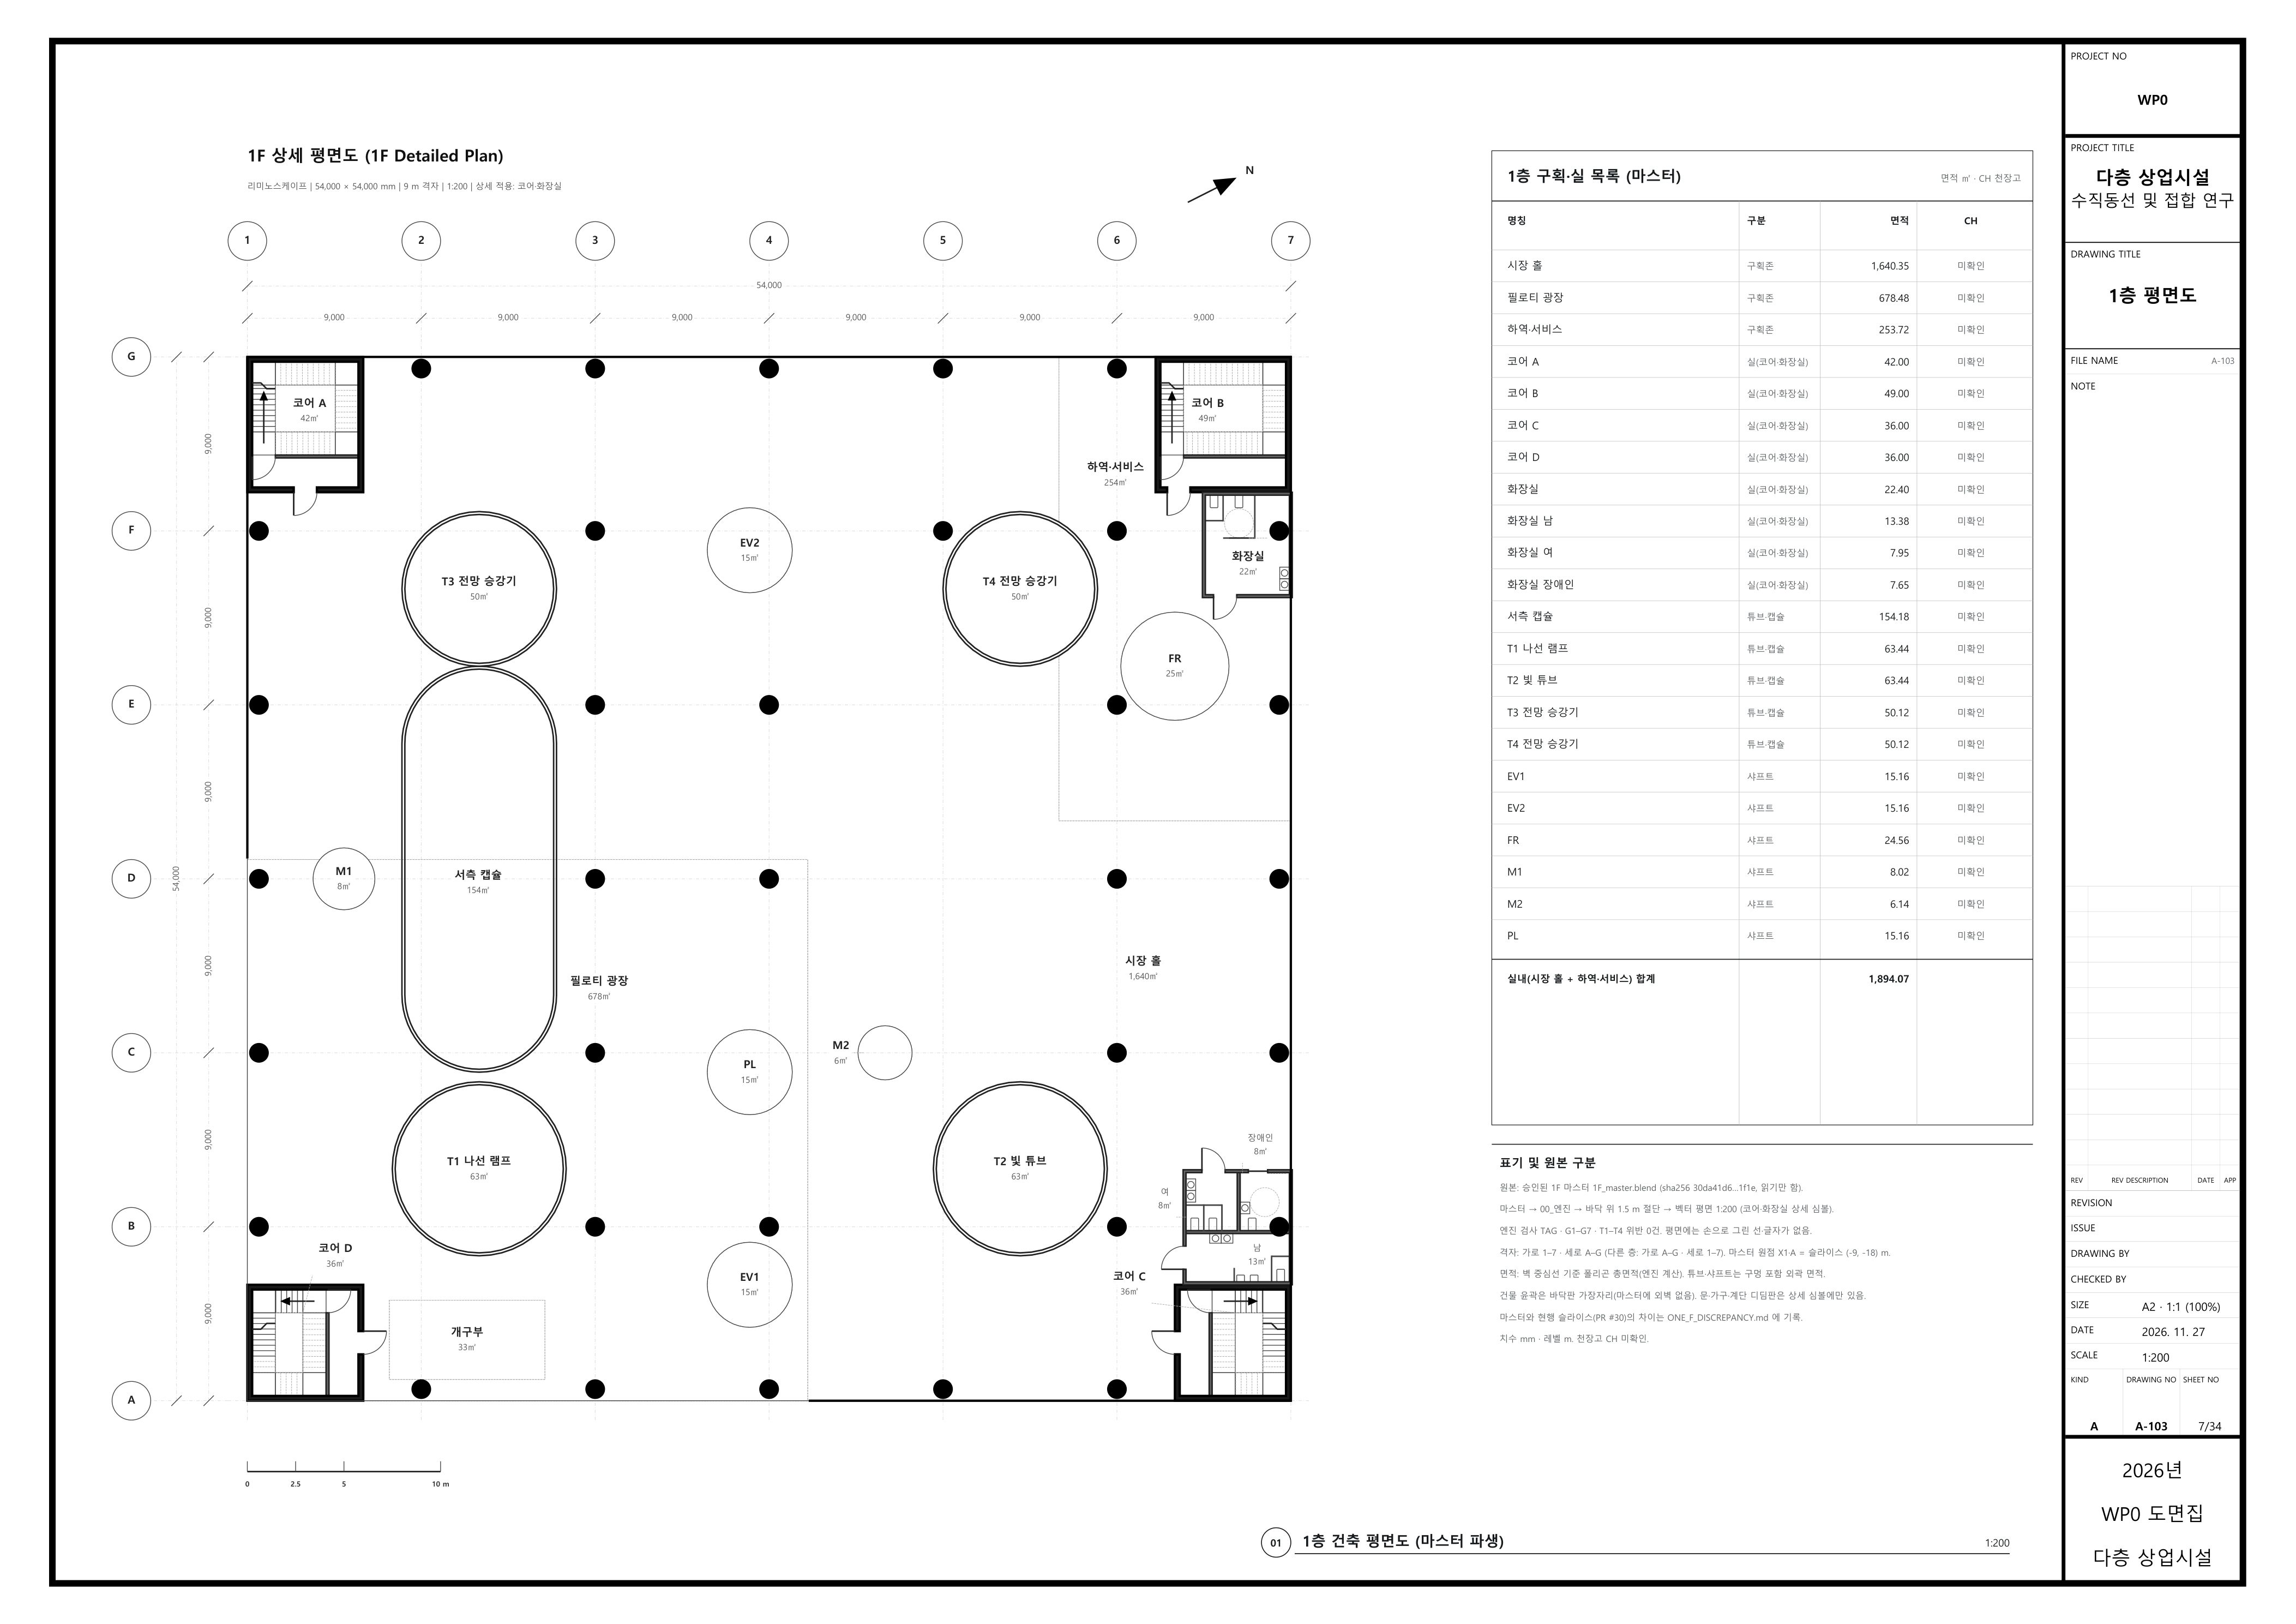 1F 상세 평면도 (1F Detailed Plan)
리미노스케이프 | 54,000 × 54,000 mm | 9 m 격자 | 1:200 | 상세 적용: 코어·화장실
N
1 2 3 4 5 6 7
54,000
9,000 9,000 9,000 9,000 9,000 9,000
G
F
E
D
C
B
A
54,000
9,000
9,000
9,000
9,000
9,000
9,000
코어 A
42㎡
코어 B
49㎡
하역·서비스
254㎡
EV2
15㎡
화장실
22㎡
T3 전망 승강기
50㎡
T4 전망 승강기
50㎡
FR
25㎡
M1
8㎡
서측 캡슐
154㎡
시장 홀
1,640㎡
필로티 광장
678㎡
M2
6㎡
PL
15㎡
장애인
8㎡
T1 나선 램프
63㎡
T2 빛 튜브
63㎡
여
8㎡
남
13㎡
코어 D
36㎡
EV1
15㎡
코어 C
36㎡
개구부
33㎡
0 2.5 5 10 m
1층 구획·실 목록 (마스터) 면적 ㎡ · CH 천장고
명칭 구분 면적 CH
시장 홀 구획존 1,640.35 미확인
필로티 광장 구획존 678.48 미확인
하역·서비스 구획존 253.72 미확인
코어 A 실(코어·화장실) 42.00 미확인
코어 B 실(코어·화장실) 49.00 미확인
코어 C 실(코어·화장실) 36.00 미확인
코어 D 실(코어·화장실) 36.00 미확인
화장실 실(코어·화장실) 22.40 미확인
화장실 남 실(코어·화장실) 13.38 미확인
화장실 여 실(코어·화장실) 7.95 미확인
화장실 장애인 실(코어·화장실) 7.65 미확인
서측 캡슐 튜브·캡슐 154.18 미확인
T1 나선 램프 튜브·캡슐 63.44 미확인
T2 빛 튜브 튜브·캡슐 63.44 미확인
T3 전망 승강기 튜브·캡슐 50.12 미확인
T4 전망 승강기 튜브·캡슐 50.12 미확인
EV1 샤프트 15.16 미확인
EV2 샤프트 15.16 미확인
FR 샤프트 24.56 미확인
M1 샤프트 8.02 미확인
M2 샤프트 6.14 미확인
PL 샤프트 15.16 미확인
실내(시장 홀 + 하역·서비스) 합계 1,894.07
표기 및 원본 구분
원본: 승인된 1F 마스터 1F_master.blend (sha256 30da41d6…1f1e, 읽기만 함).
마스터 → 00_엔진 → 바닥 위 1.5 m 절단 → 벡터 평면 1:200 (코어·화장실 상세 심볼).
엔진 검사 TAG · G1–G7 · T1–T4 위반 0건. 평면에는 손으로 그린 선·글자가 없음.
격자: 가로 1–7 · 세로 A–G (다른 층: 가로 A–G · 세로 1–7). 마스터 원점 X1·A = 슬라이스 (-9, -18) m.
면적: 벽 중심선 기준 폴리곤 총면적(엔진 계산). 튜브·샤프트는 구멍 포함 외곽 면적.
건물 윤곽은 바닥판 가장자리(마스터에 외벽 없음). 문·가구·계단 디딤판은 상세 심볼에만 있음.
마스터와 현행 슬라이스(PR #30)의 차이는 ONE_F_DISCREPANCY.md 에 기록.
치수 mm · 레벨 m. 천장고 CH 미확인.
01 1층 건축 평면도 (마스터 파생) 1:200
PROJECT NO
WP0
PROJECT TITLE
다층 상업시설
수직동선 및 접합 연구
DRAWING TITLE
1층 평면도
FILE NAME A-103
NOTE
REV REV DESCRIPTION DATE APP
REVISION
ISSUE
DRAWING BY
CHECKED BY
SIZE A2 · 1:1 (100%)
DATE 2026. 11. 27
SCALE 1:200
KIND DRAWING NO SHEET NO
A A-103 7/34
2026년
WP0 도면집
다층 상업시설